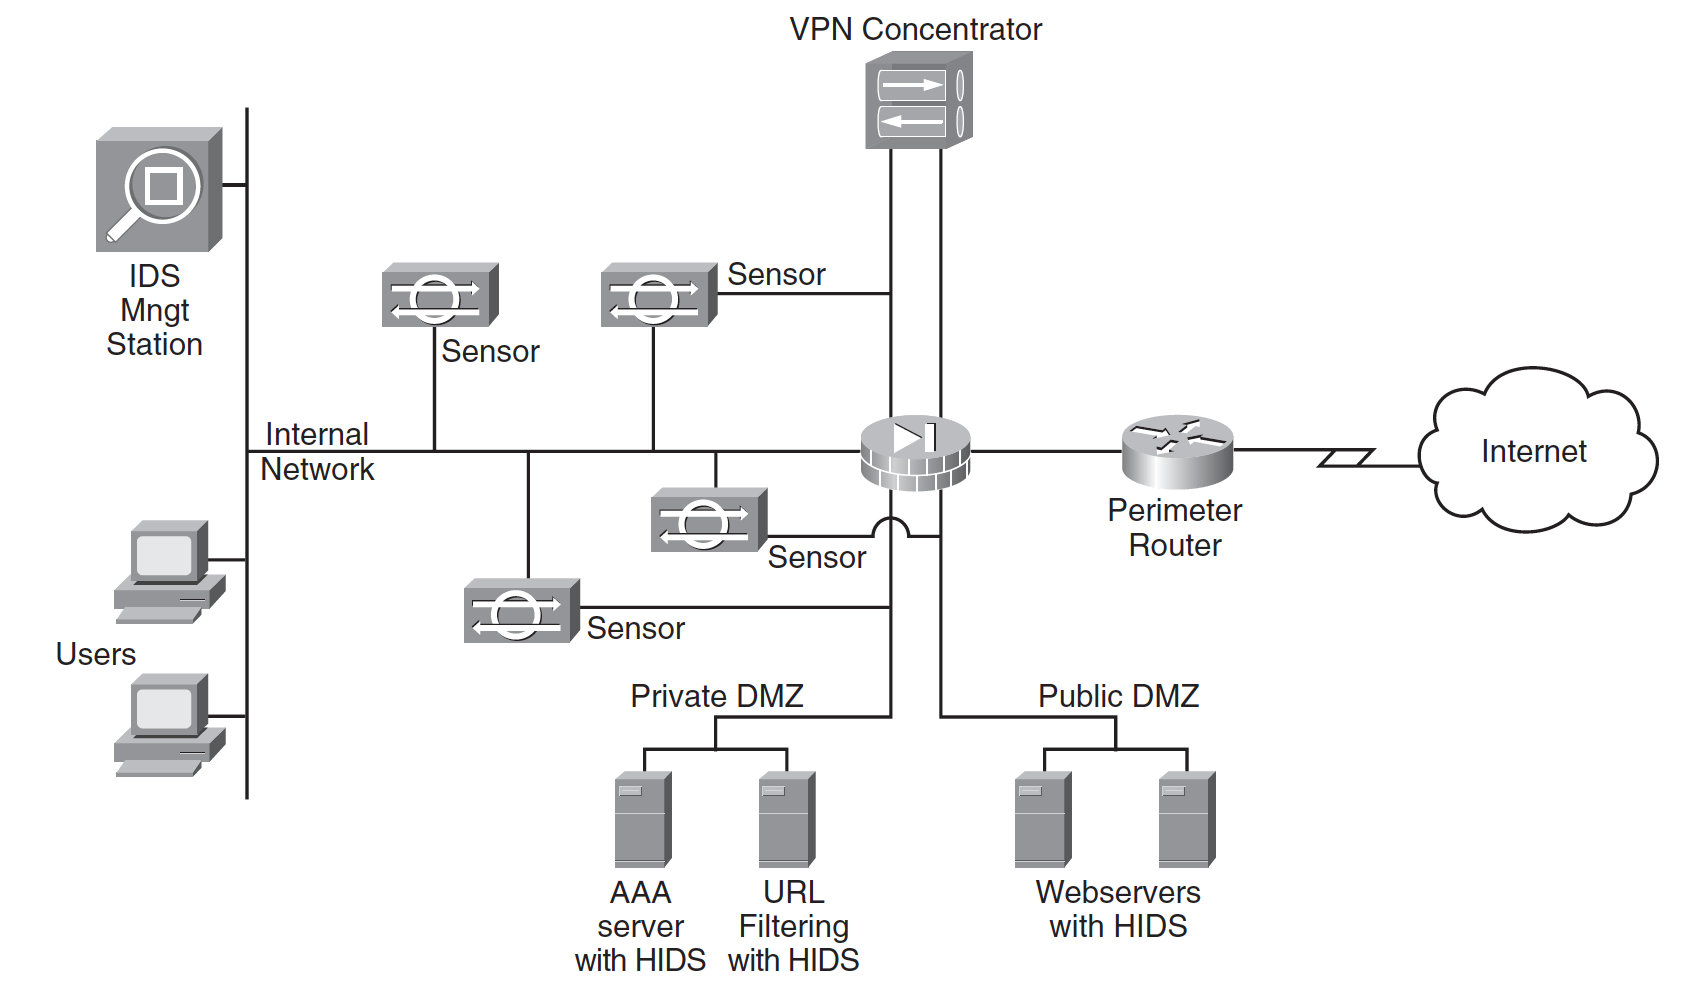 VPN Concentrator
IDS
Mngt
Station
Sensor
Sensor
Internal
Network
Internet
Perimeter
Router
Sensor
Sensor
Users
Private DMZ
Public DMZ
AAA
server
with HIDS
URL
Filtering
with HIDS
Webservers
with HIDS